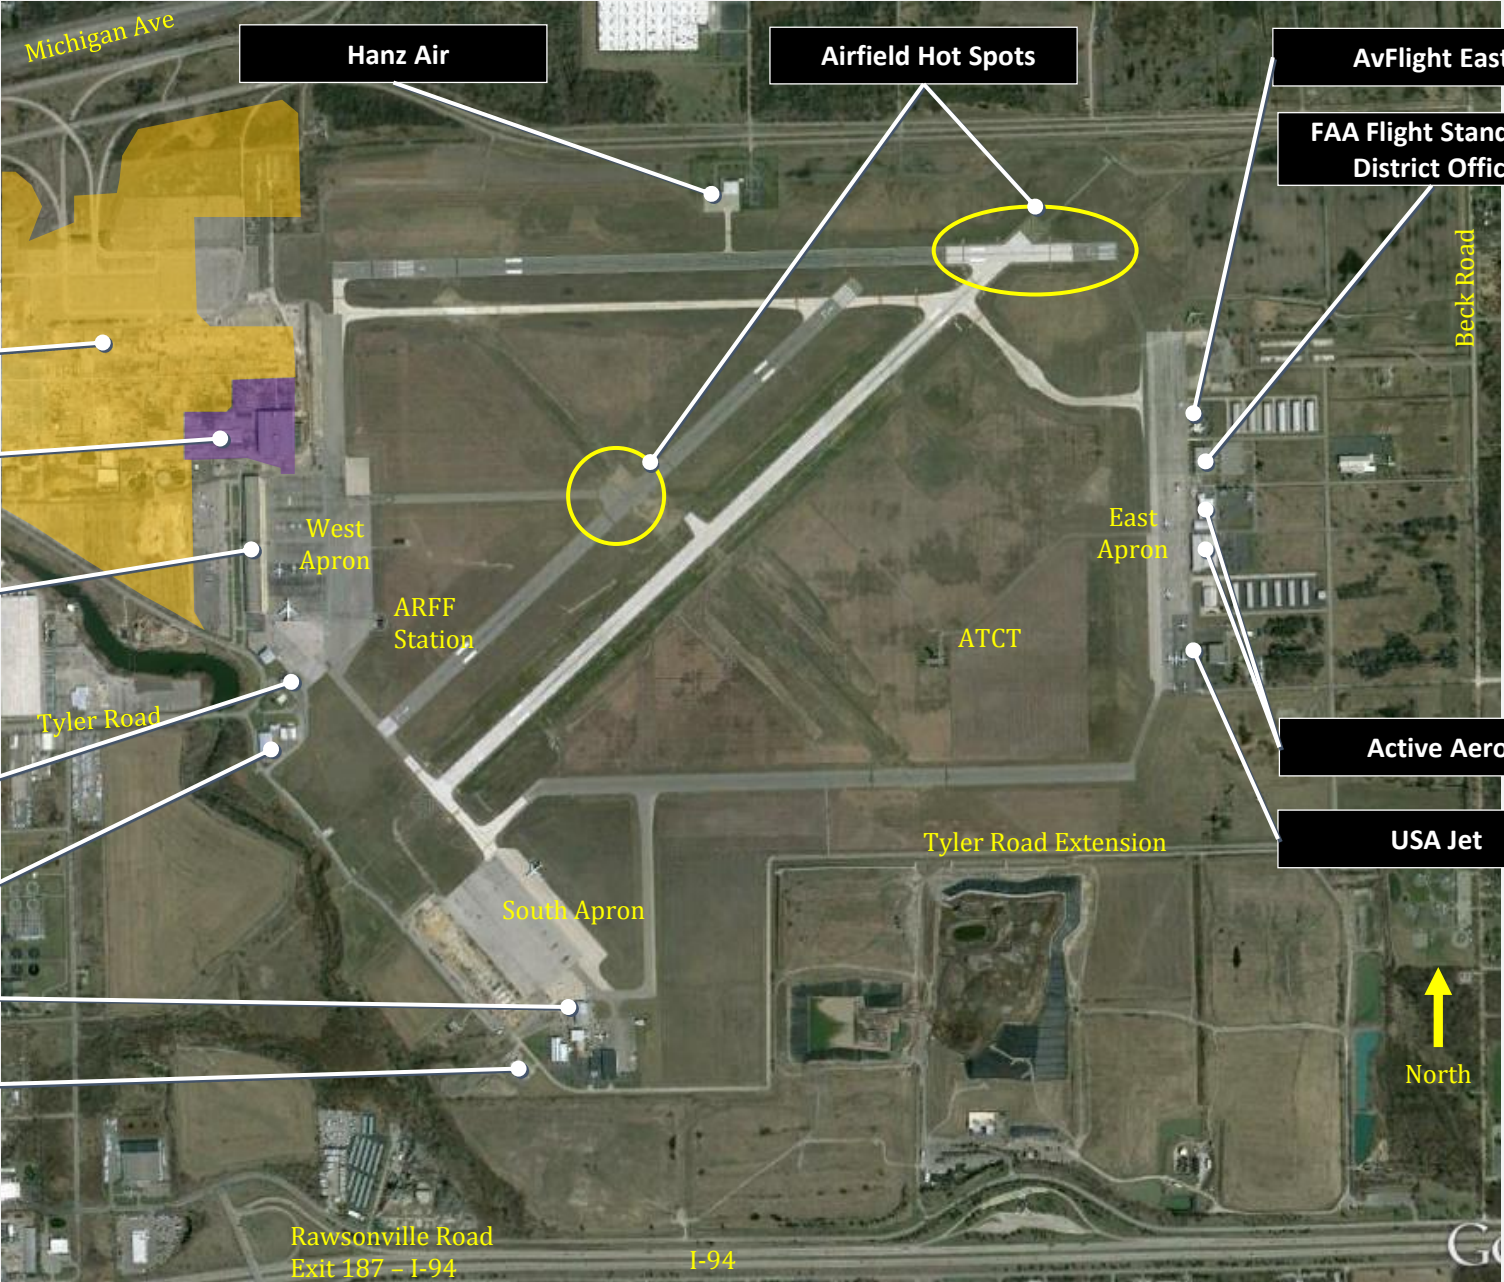 Michigan Ave
Hanz Air
Airfield Hot Spots
AvFlight East
FAA Flight Stand
District Offic
Beck Road
West
Apron
East
Apron
ARFF
Station
ATCT
Tyler Road
Active Aero
USA Jet
Tyler Road Extension
South Apron
North
Rawsonville Road
Exit 187 – I-94
I-94
Go